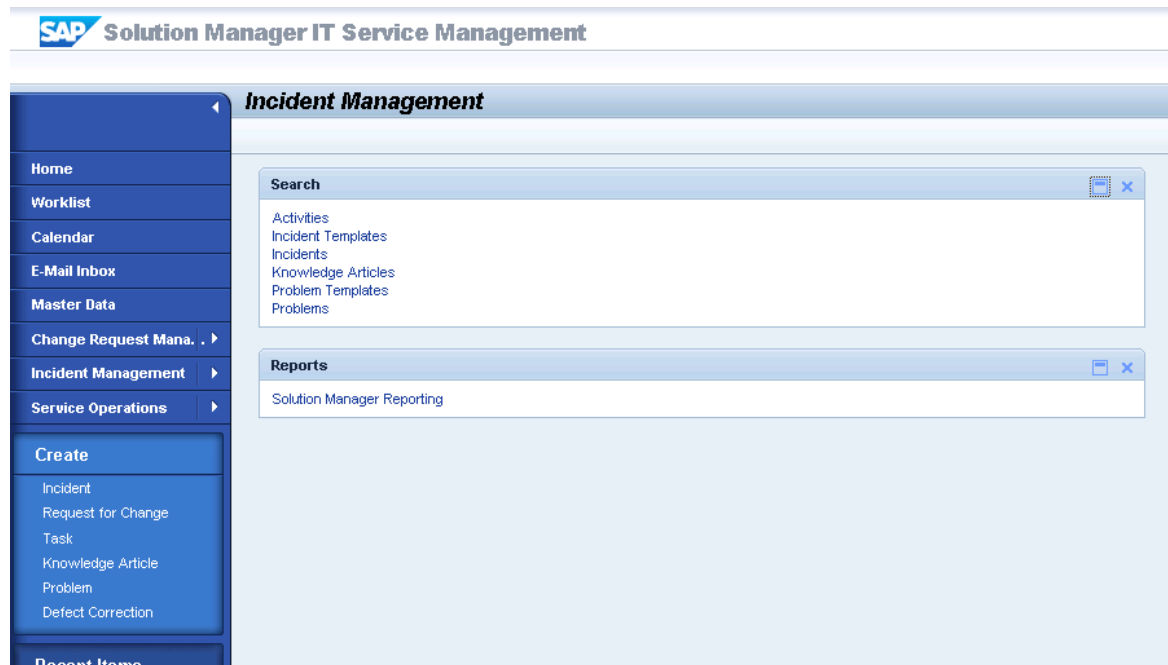 SAP Solution Manager IT Service Management
Incident Management
Home
Worklist
Calendar
E-Mail Inbox
Master Data
Change Request Mana. .
Incident Management
Service Operations
Create
Incident
Request for Change
Task
Knowledge Article
Problem
Defect Correction
Recent Items
Search
Activities
Incident Templates
Incidents
Knowledge Articles
Problem Templates
Problems
Reports
Solution Manager Reporting